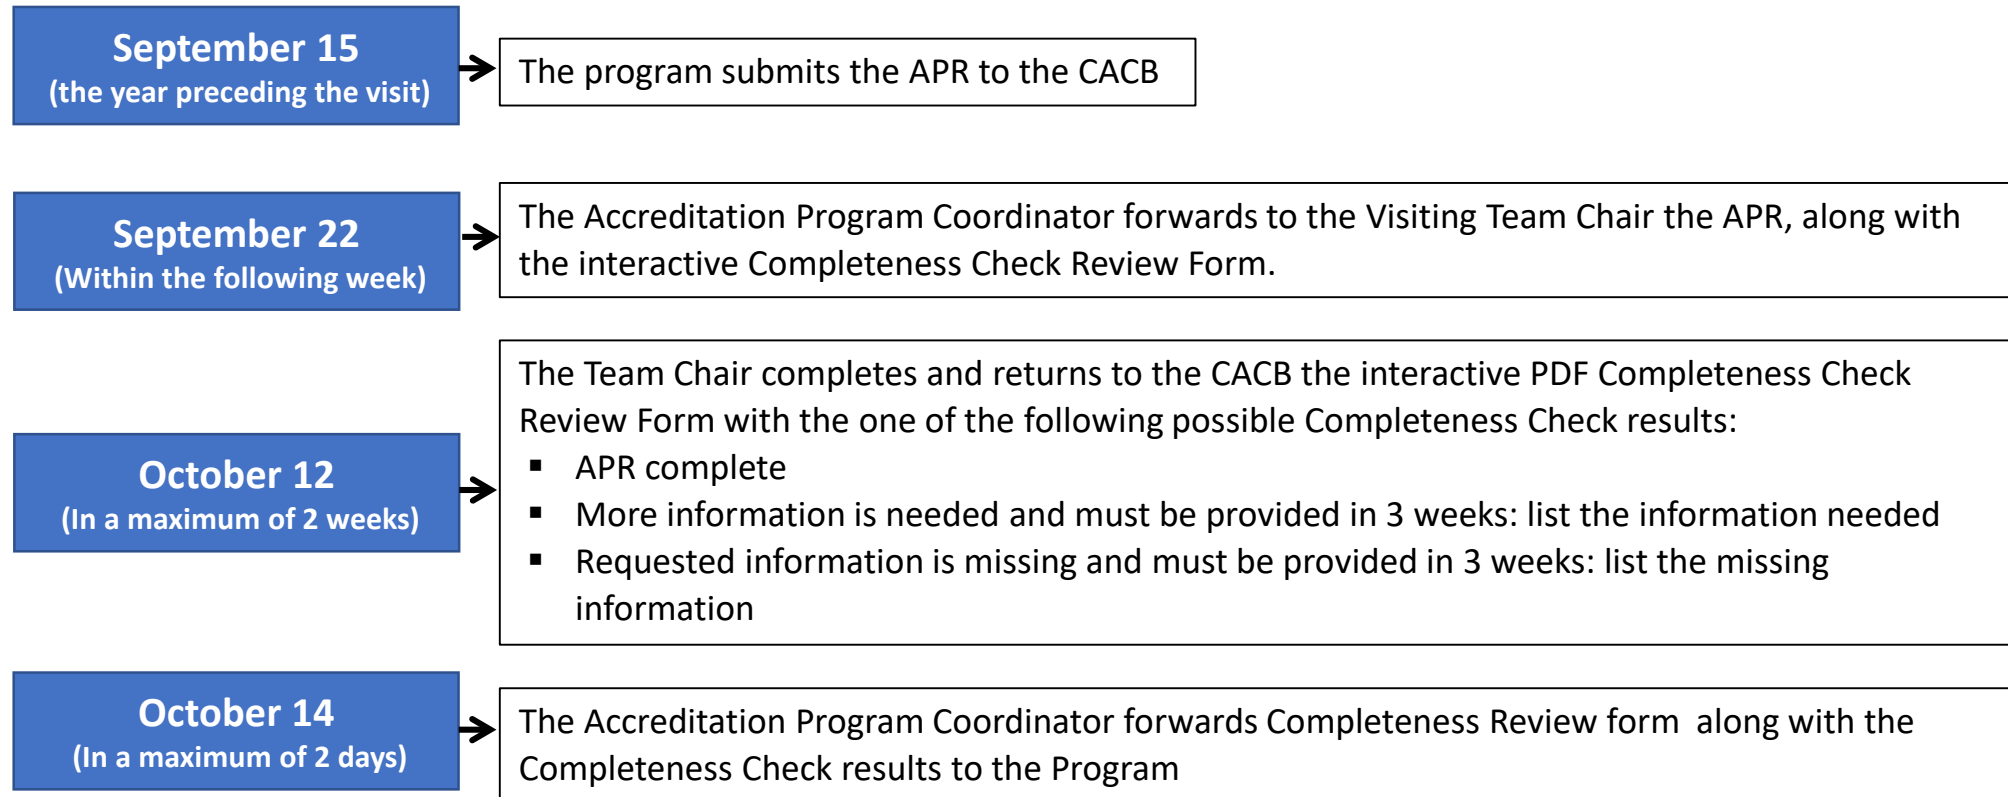 September 15
(the year preceding the visit)
The program submits the APR to the CACB
September 22
(Within the following week)
The Accreditation Program Coordinator forwards to the Visiting Team Chair the APR, along with
the interactive Completeness Check Review Form.
October 12
(In a maximum of 2 weeks)
The Team Chair completes and returns to the CACB the interactive PDF Completeness Check
Review Form with the one of the following possible Completeness Check results:
▪ APR complete
▪ More information is needed and must be provided in 3 weeks: list the information needed
▪ Requested information is missing and must be provided in 3 weeks: list the missing
information
October 14
(In a maximum of 2 days)
The Accreditation Program Coordinator forwards Completeness Review form  along with the
Completeness Check results to the Program